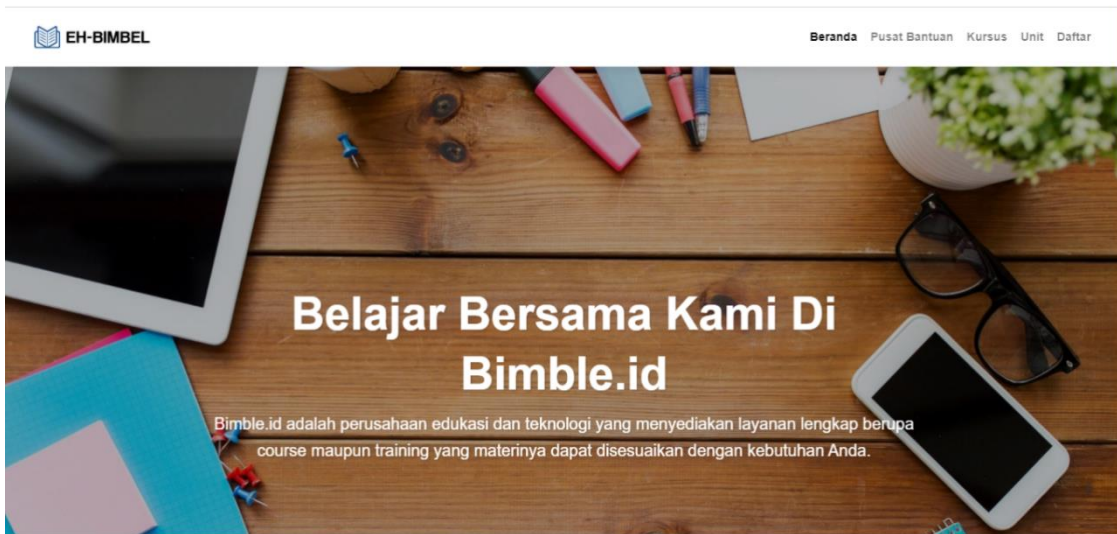 EH-BIMBEL
Beranda Pusat Bantuan Kursus Unit Daftar
Belajar Bersama Kami Di
Bimble.id
Bimble.id adalah perusahaan edukasi dan teknologi yang menyediakan layanan lengkap berupa
course maupun training yang materinya dapat disesuaikan dengan kebutuhan Anda.